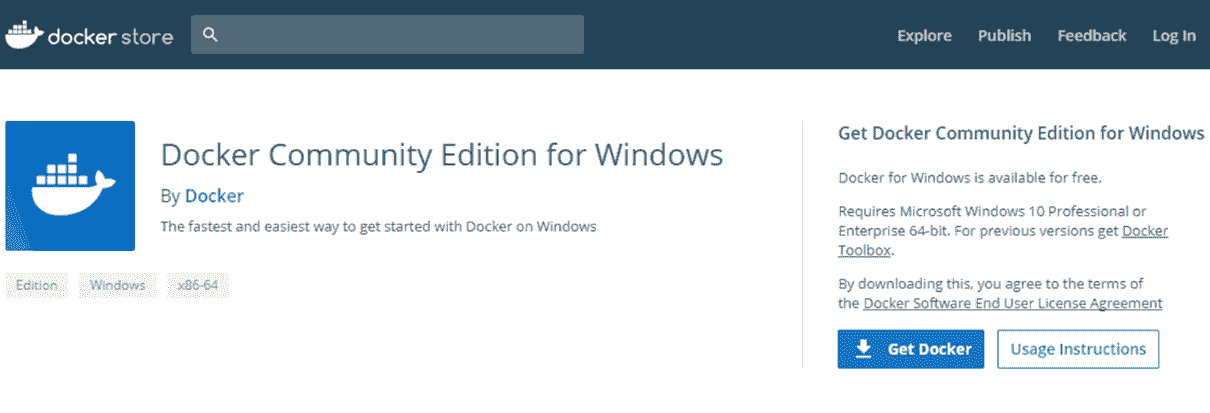 docker store
Explore Publish Feedback Log In
Docker Community Edition for Windows
By Docker
The fastest and easiest way to get started with Docker on Windows
Edition Windows x86-64
Get Docker Community Edition for Windows
Docker for Windows is available for free.
Requires Microsoft Windows 10 Professional or
Enterprise 64-bit. For previous versions get Docker
Toolbox.
By downloading this, you agree to the terms of
the Docker Software End User License Agreement
Get Docker
Usage Instructions